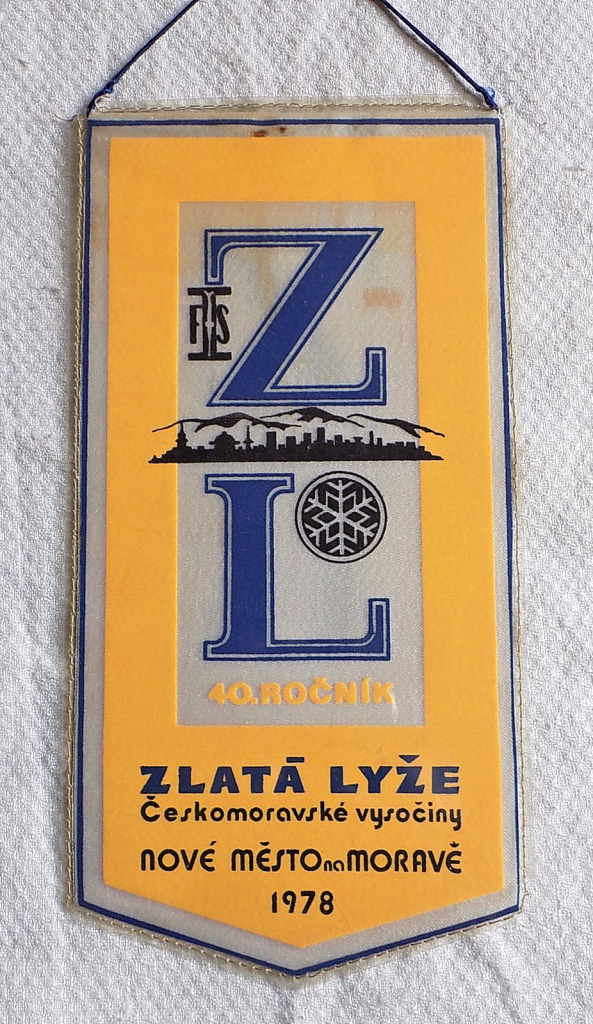 Z
FIS
L
40. ROČNÍK
ZLATÁ LYŽE
Českomoravské vysočiny
NOVÉ MĚSTO na MORAVĚ
1978